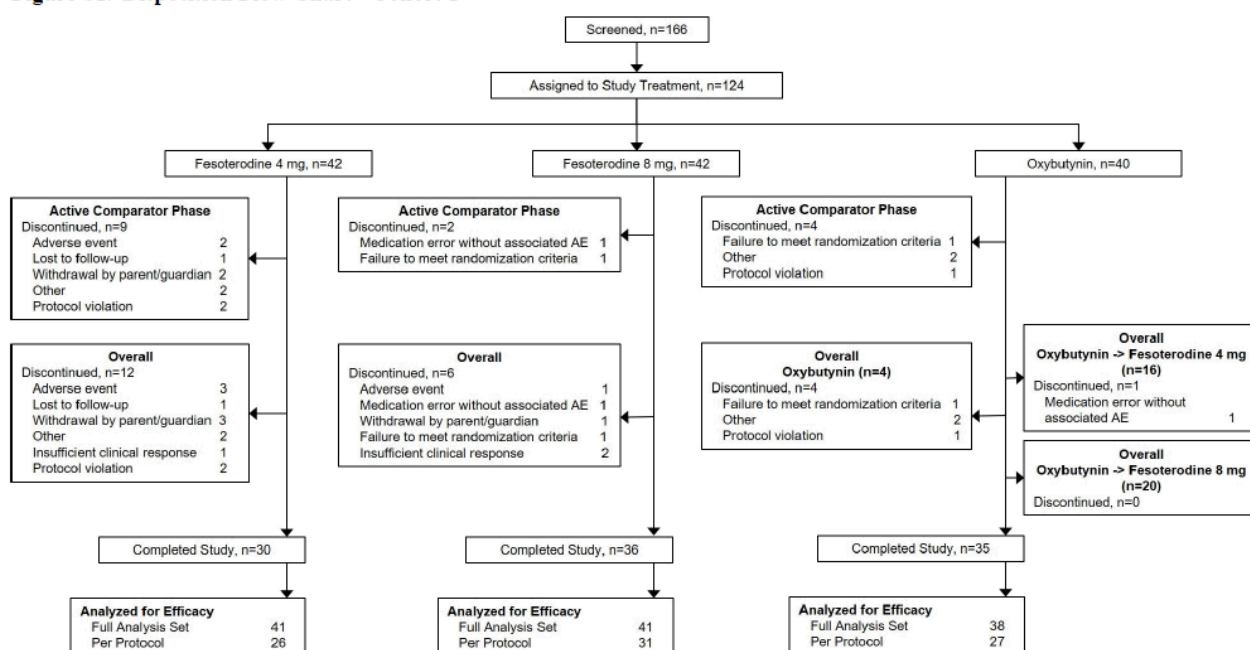 Screened, n=166
Assigned to Study Treatment, n=124
Fesoterodine 4 mg, n=42
Fesoterodine 8 mg, n=42
Oxybutynin, n=40
Active Comparator Phase
Discontinued, n=9
Adverse event 2
Lost to follow-up 1
Withdrawal by parent/guardian 2
Other 2
Protocol violation 2
Active Comparator Phase
Discontinued, n=2
Medication error without associated AE 1
Failure to meet randomization criteria 1
Active Comparator Phase
Discontinued, n=4
Failure to meet randomization criteria 1
Other 2
Protocol violation 1
Overall
Discontinued, n=12
Adverse event 3
Lost to follow-up 1
Withdrawal by parent/guardian 3
Other 2
Insufficient clinical response 1
Protocol violation 2
Overall
Discontinued, n=6
Adverse event 1
Medication error without associated AE 1
Withdrawal by parent/guardian 1
Failure to meet randomization criteria 1
Insufficient clinical response 2
Overall
Oxybutynin (n=4)
Discontinued, n=4
Failure to meet randomization criteria 1
Other 2
Protocol violation 1
Overall
Oxybutynin -> Fesoterodine 4 mg
(n=16)
Discontinued, n=1
Medication error without
associated AE 1
Overall
Oxybutynin -> Fesoterodine 8 mg
(n=20)
Discontinued, n=0
Completed Study, n=30
Completed Study, n=36
Completed Study, n=35
Analyzed for Efficacy
Full Analysis Set 41
Per Protocol 26
Analyzed for Efficacy
Full Analysis Set 41
Per Protocol 31
Analyzed for Efficacy
Full Analysis Set 38
Per Protocol 27